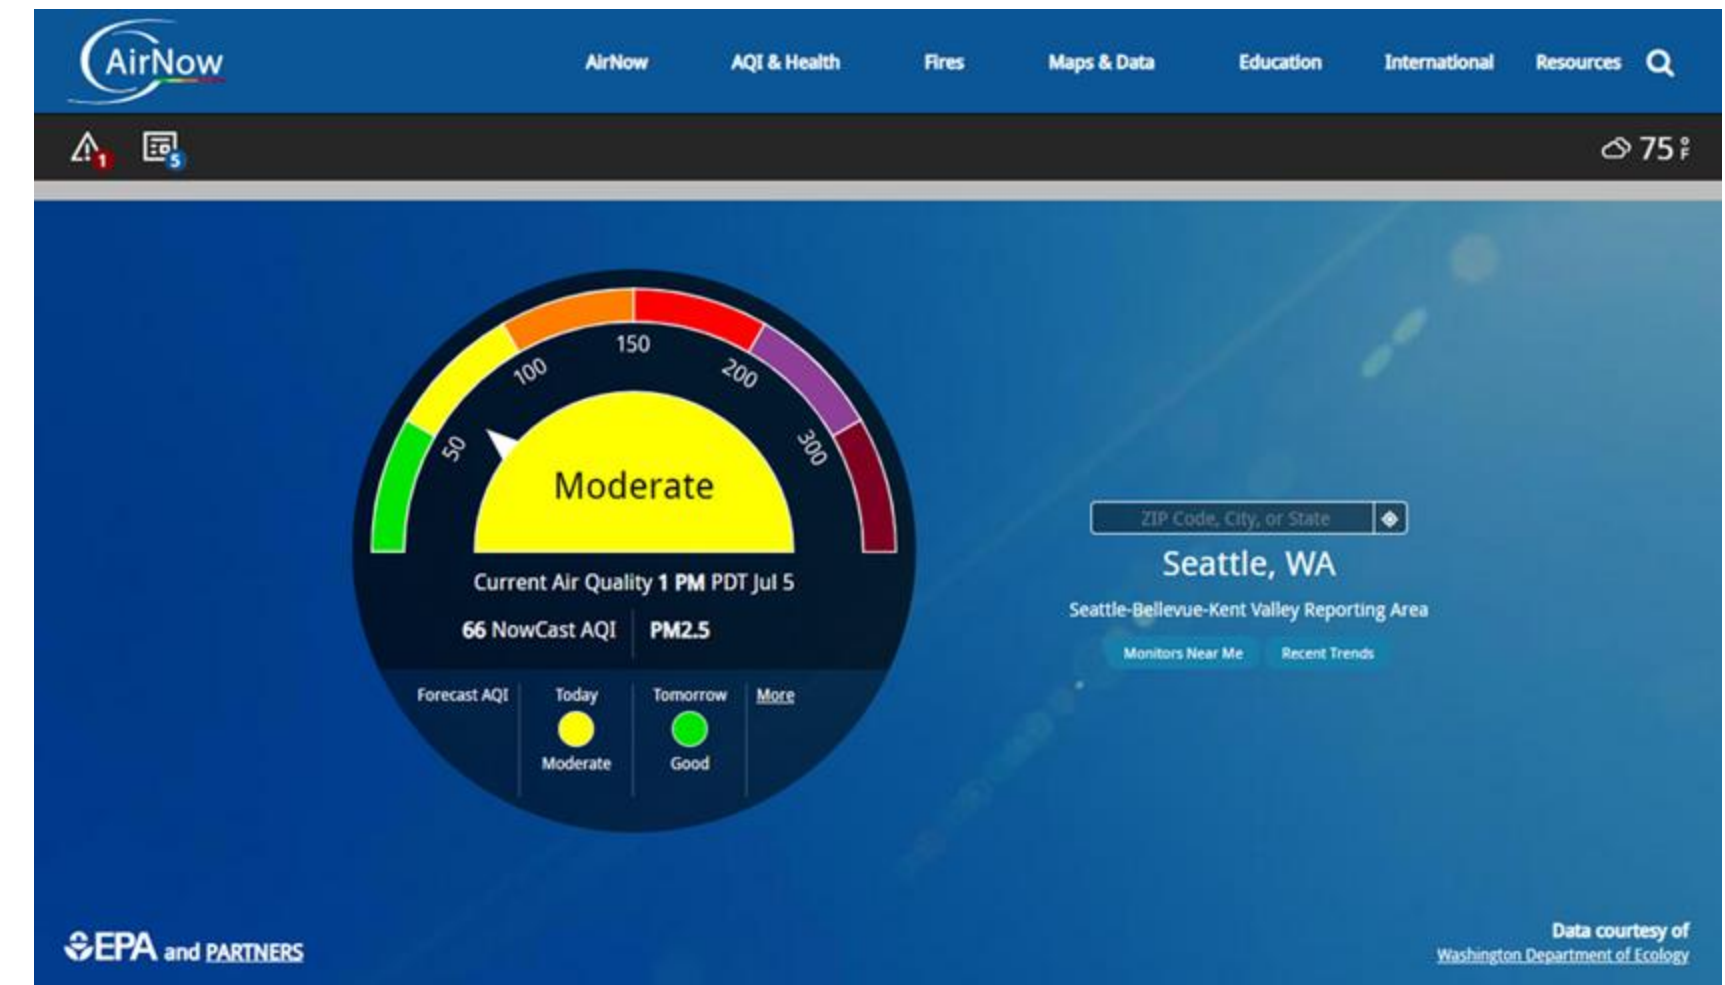 AirNow
AirNow AQI & Health Fires Maps & Data Education International Resources
1 5 75 °F
50 100 150 200 300
Moderate
Current Air Quality 1 PM PDT Jul 5
66 NowCast AQI PM2.5
Forecast AQI Today Tomorrow More
Moderate Good
ZIP Code, City, or State
Seattle, WA
Seattle-Bellevue-Kent Valley Reporting Area
Monitors Near Me Recent Trends
EPA and PARTNERS
Data courtesy of
Washington Department of Ecology